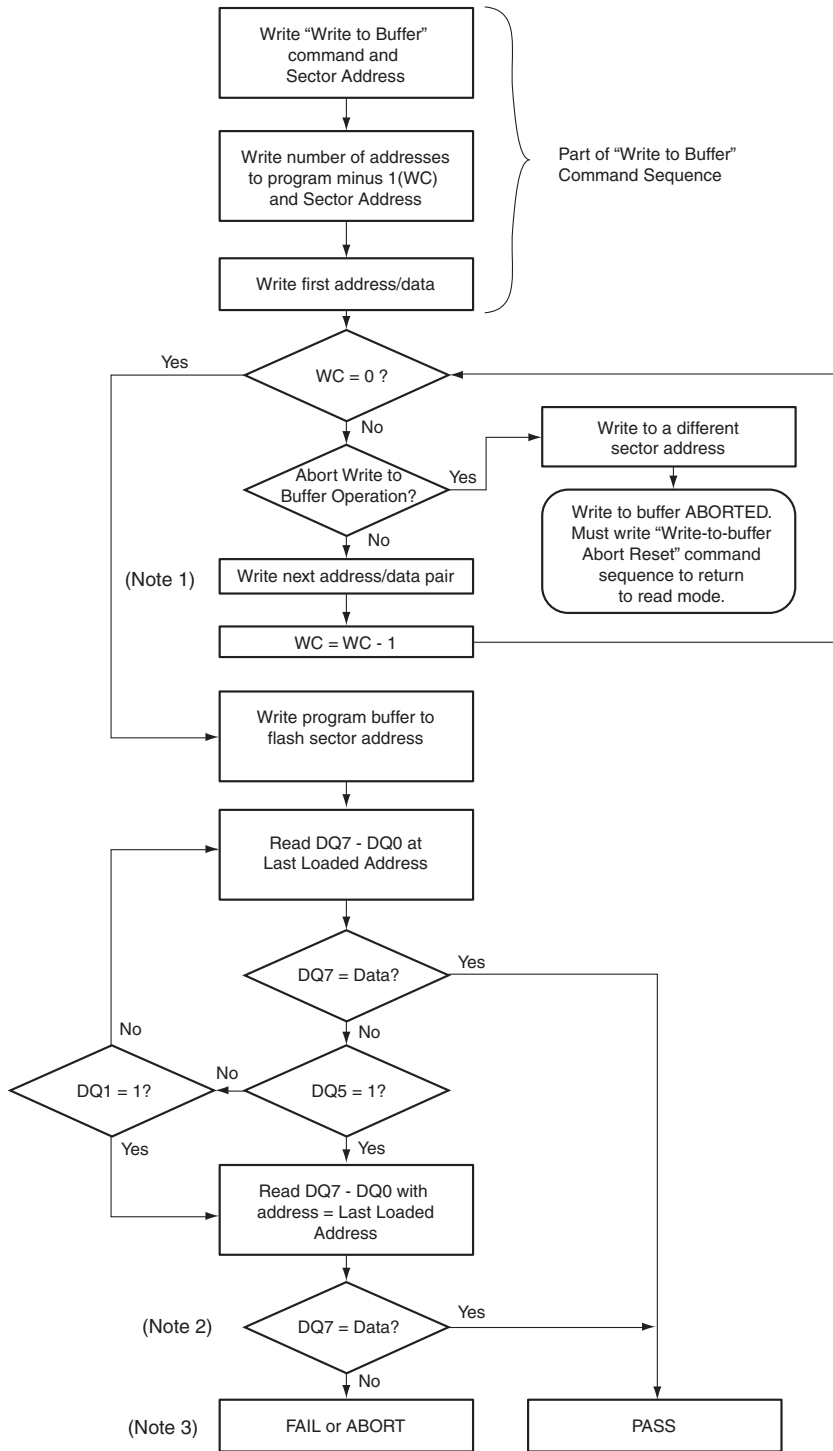 Write “Write to Buffer”
command and
Sector Address
Write number of addresses
to program minus 1(WC)
and Sector Address
Part of “Write to Buffer”
Command Sequence
Write first address/data
Yes
WC = 0 ?
No
Write to a different
sector address
Abort Write to
Buffer Operation?
Yes
Write to buffer ABORTED.
Must write “Write-to-buffer
Abort Reset” command
sequence to return
to read mode.
No
(Note 1)
Write next address/data pair
WC = WC - 1
Write program buffer to
flash sector address
Read DQ7 - DQ0 at
Last Loaded Address
DQ7 = Data?
Yes
No
No
DQ1 = 1?
No
DQ5 = 1?
Yes
Yes
Read DQ7 - DQ0 with
address = Last Loaded
Address
(Note 2)
DQ7 = Data?
Yes
No
(Note 3)
FAIL or ABORT
PASS